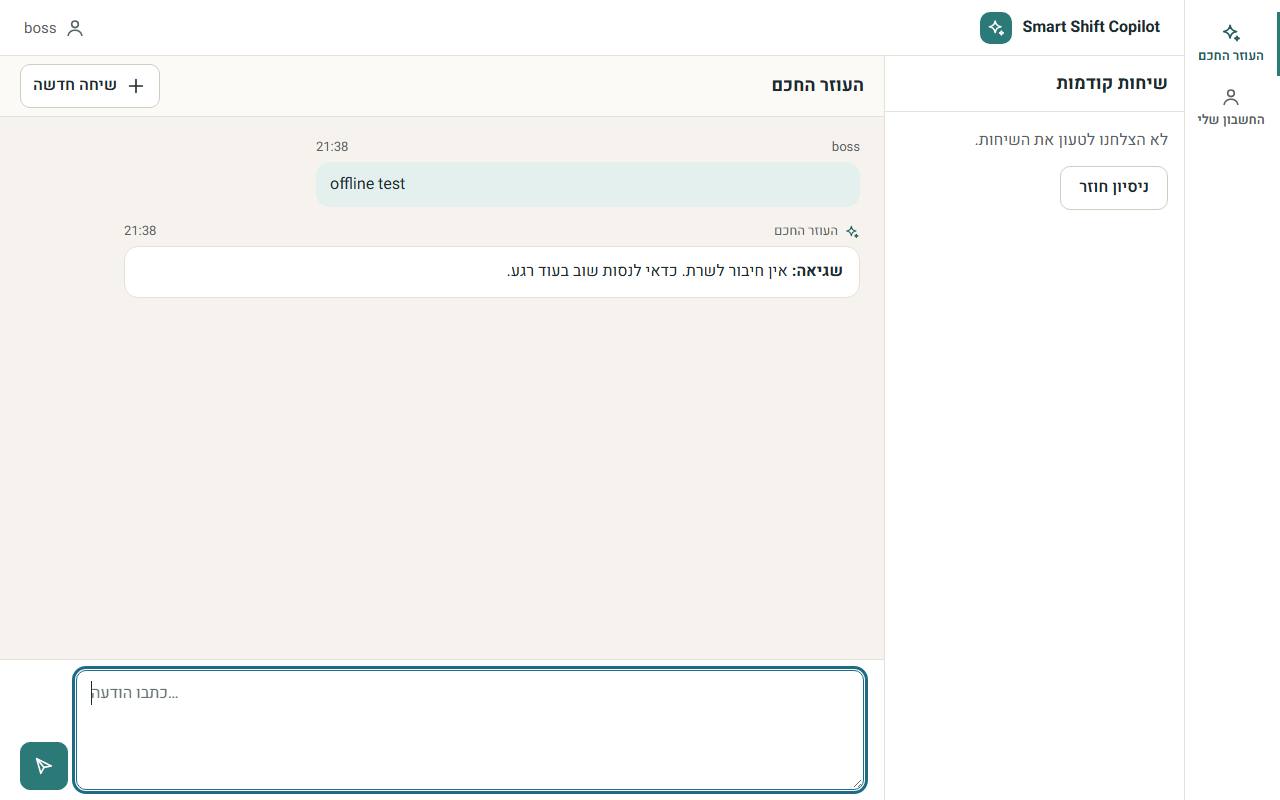 העוזר החכם
החשבון שלי
Smart Shift Copilot
boss
שיחות קודמות
לא הצלחנו לטעון את השיחות.
ניסיון חוזר
העוזר החכם
שיחה חדשה
boss
21:38
offline test
העוזר החכם
21:38
שגיאה: אין חיבור לשרת. כדאי לנסות שוב בעוד רגע.
כתבו הודעה…